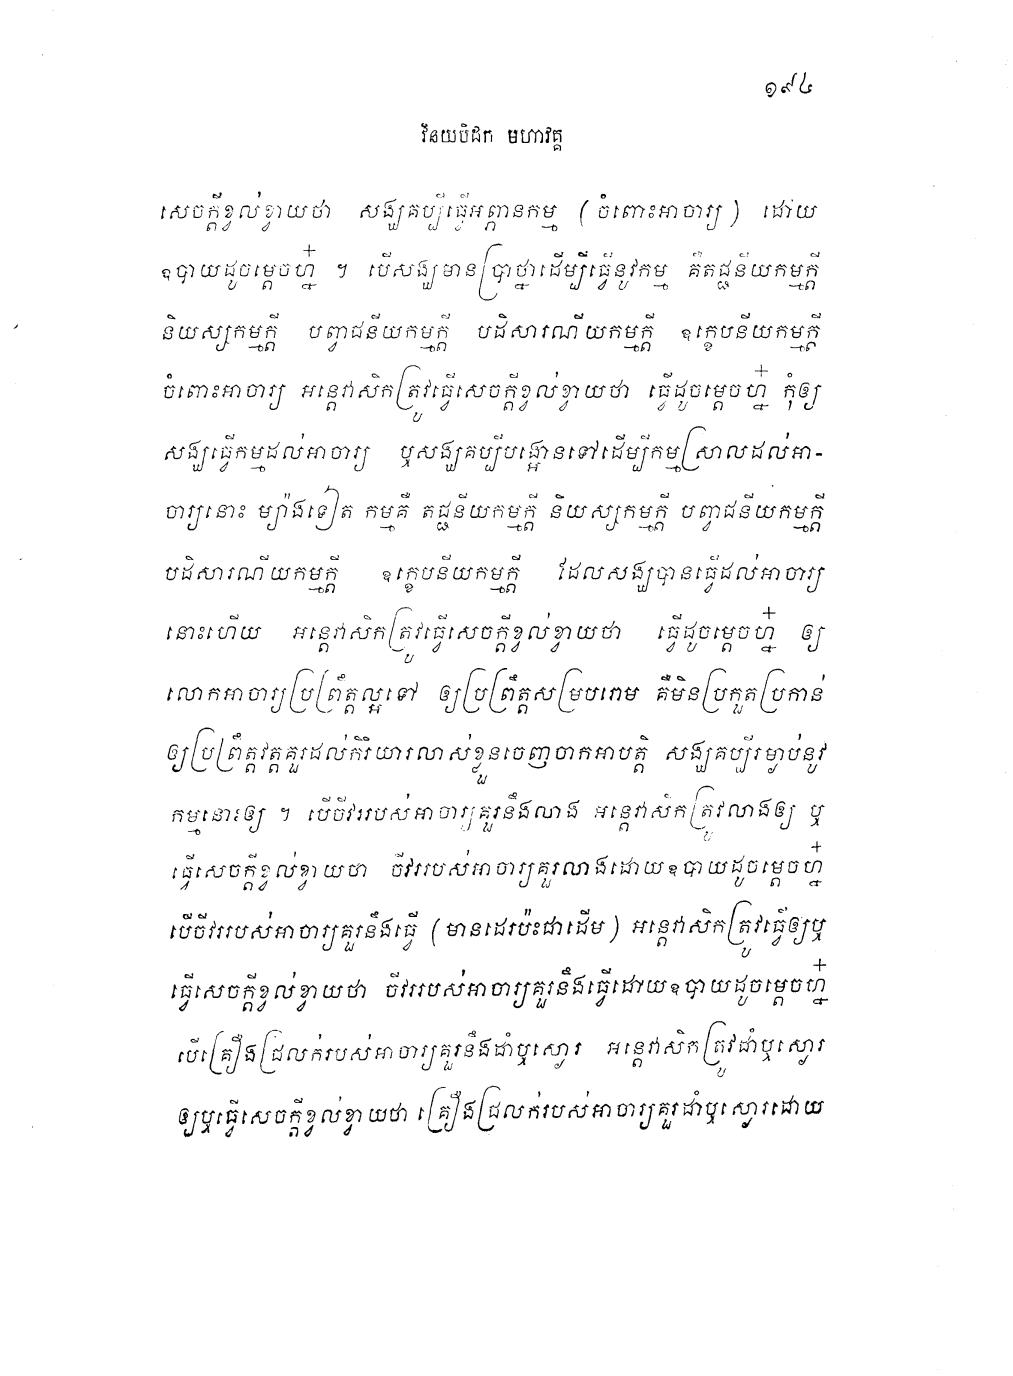 ១៩៤
វិនយបិដក មហាវគ្គ
សេចក្តីខ្វល់ខ្វាយថា សង្ឃគប្បីធ្វើអព្ភានកម្ម (ចំពោះអាចារ្យ) ដោយ
ឧបាយដូចម្តេចហ្ន៎ ។ បើសង្ឃមានប្រាថ្នាដើម្បីធ្វើនូវកម្ម គឺតជ្ជនីយកម្មក្តី
និយស្សកម្មក្តី បព្វាជនីយកម្មក្តី បដិសារណីយកម្មក្តី ឧក្ខេបនីយកម្មក្តី
ចំពោះអាចារ្យ អន្តេវាសិកត្រូវធ្វើសេចក្តីខ្វល់ខ្វាយថា ធ្វើដូចម្តេចហ្ន៎ កុំឲ្យ
សង្ឃធ្វើកម្មដល់អាចារ្យ ឬសង្ឃគប្បីបង្អោនទៅដើម្បីកម្មស្រាលដល់អា-
ចារ្យនោះ ម្យ៉ាងទៀត កម្មគឺ តជ្ជនីយកម្មក្តី និយស្សកម្មក្តី បព្វាជនីយកម្មក្តី
បដិសារណីយកម្មក្តី ឧក្ខេបនីយកម្មក្តី ដែលសង្ឃបានធ្វើដល់អាចារ្យ
នោះហើយ អន្តេវាសិកត្រូវធ្វើសេចក្តីខ្វល់ខ្វាយថា ធ្វើដូចម្តេចហ្ន៎ ឲ្យ
លោកអាចារ្យប្រព្រឹត្តល្អទៅ ឲ្យប្រព្រឹត្តសម្របរោម គឺមិនប្រកួតប្រកាន់
ឲ្យប្រព្រឹត្តវត្តគួរដល់កិរិយារលាស់ខ្លួនចេញចាកអាបត្តិ សង្ឃគប្បីរម្ងាប់នូវ
កម្មនោះឲ្យ ។ បើចីវររបស់អាចារ្យគួរនឹងលាង អន្តេវាសិកត្រូវលាងឲ្យ ឬ
ធ្វើសេចក្តីខ្វល់ខ្វាយថា ចីវររបស់អាចារ្យគួរលាងដោយឧបាយដូចម្តេចហ្ន៎
បើចីវររបស់អាចារ្យគួរនឹងធ្វើ (មានដេរប៉ះជាដើម) អន្តេវាសិកត្រូវធ្វើឲ្យឬ
ធ្វើសេចក្តីខ្វល់ខ្វាយថា ចីវររបស់អាចារ្យគួរនឹងធ្វើដោយឧបាយដូចម្តេចហ្ន៎
បើគ្រឿងជ្រលក់របស់អាចារ្យគួរនឹងដាំឬស្ងោរ អន្តេវាសិកត្រូវដាំឬស្ងោរ
ឲ្យឬធ្វើសេចក្តីខ្វល់ខ្វាយថា គ្រឿងជ្រលក់របស់អាចារ្យគួរដាំឬស្ងោរដោយ